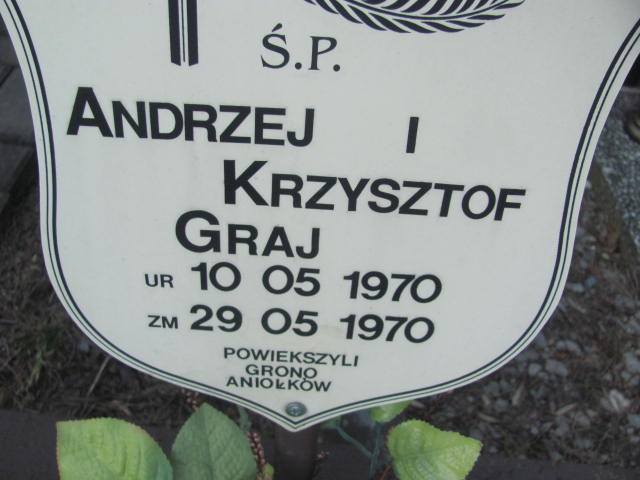 Ś.P.
ANDRZEJ I
KRZYSZTOF
GRAJ
UR 10 05 1970
ZM 29 05 1970
POWIEKSZYLI
GRONO
ANIOŁKÓW